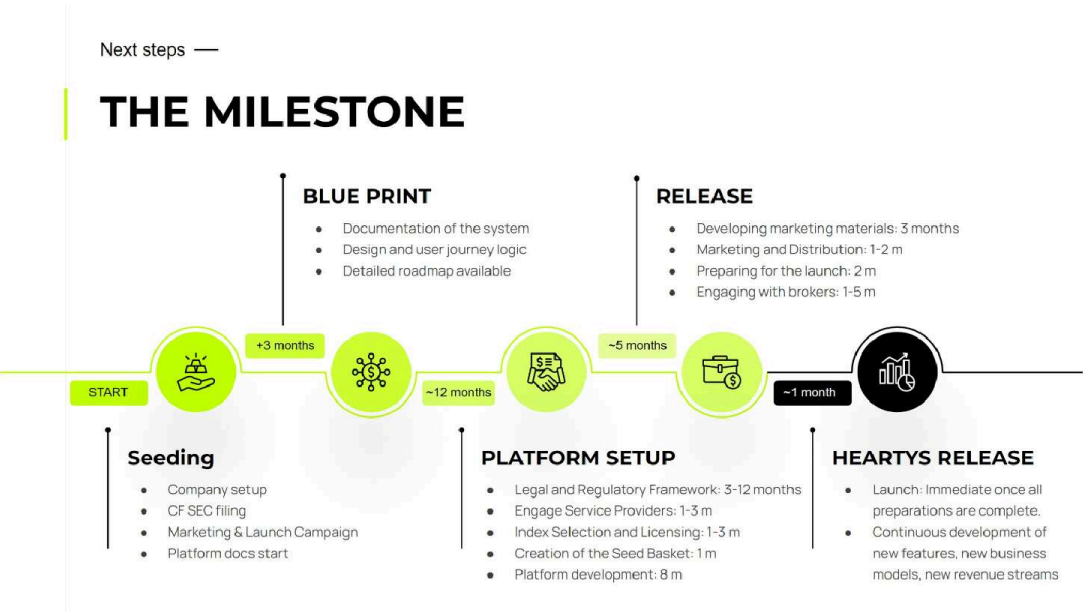 Next steps —
THE MILESTONE
BLUE PRINT
• Documentation of the system
• Design and user journey logic
• Detailed roadmap available
RELEASE
• Developing marketing materials: 3 months
• Marketing and Distribution: 1-2 m
• Preparing for the launch: 2 m
• Engaging with brokers: 1-5 m
START
+3 months
~12 months
~5 months
~1 month
Seeding
• Company setup
• CF SEC filing
• Marketing & Launch Campaign
• Platform docs start
PLATFORM SETUP
• Legal and Regulatory Framework: 3-12 months
• Engage Service Providers: 1-3 m
• Index Selection and Licensing: 1-3 m
• Creation of the Seed Basket: 1 m
• Platform development: 8 m
HEARTYS RELEASE
• Launch: Immediate once all
preparations are complete.
• Continuous development of
new features, new business
models, new revenue streams